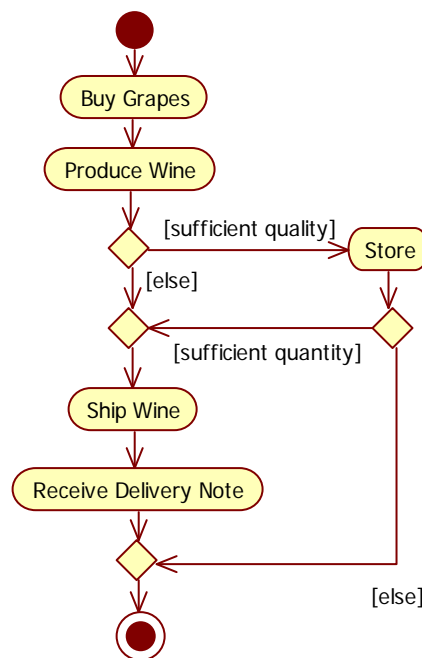 Buy Grapes
Produce Wine
[sufficient quality]
Store
[else]
[sufficient quantity]
Ship Wine
Receive Delivery Note
[else]